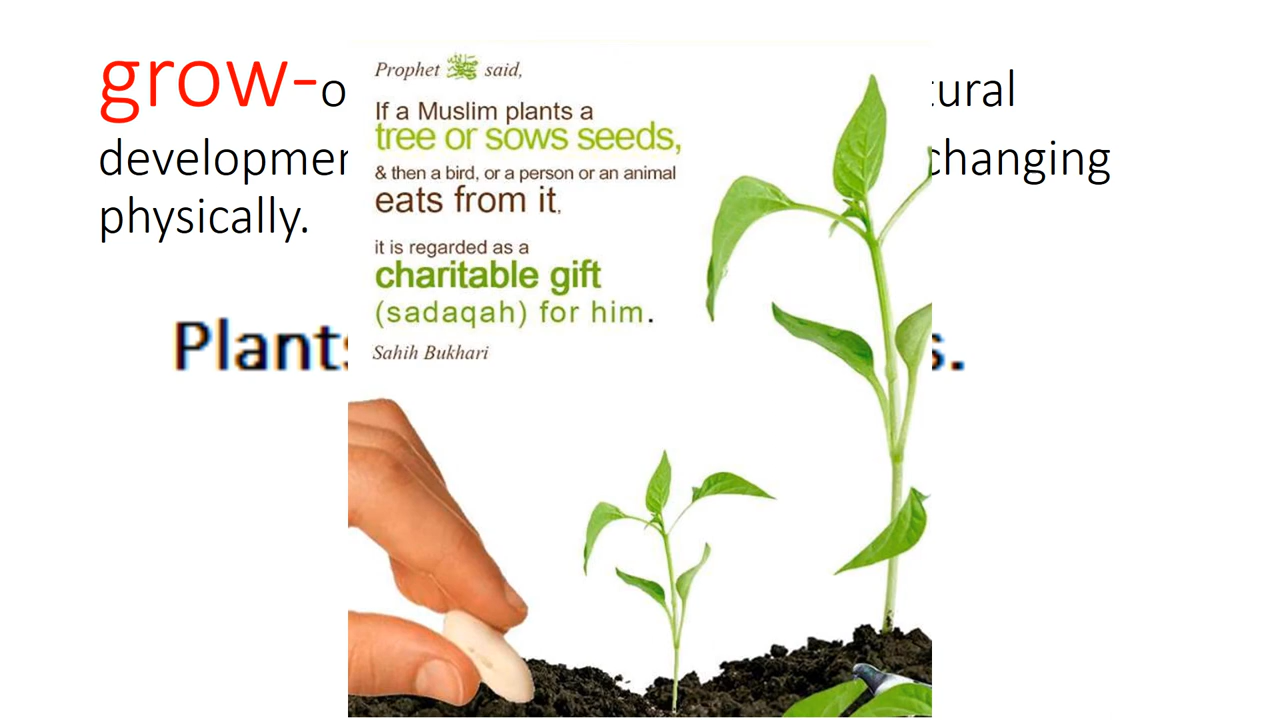 grow-
tural
changing
physically.
Prophet ﷺ said,
If a Muslim plants a
tree or sows seeds,
& then a bird, or a person or an animal
eats from it,
it is regarded as a
charitable gift
(sadaqah) for him.
Sahih Bukhari
Plants